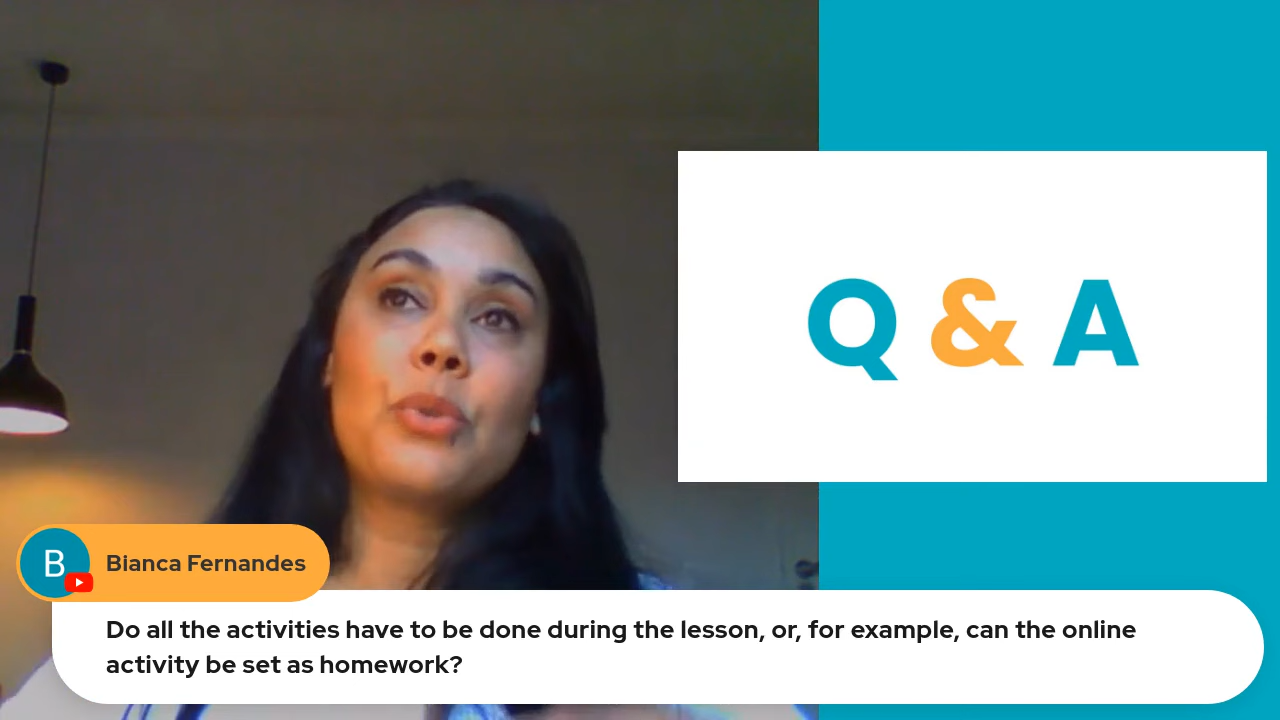 Q & A
B
Bianca Fernandes
Do all the activities have to be done during the lesson, or, for example, can the online
activity be set as homework?